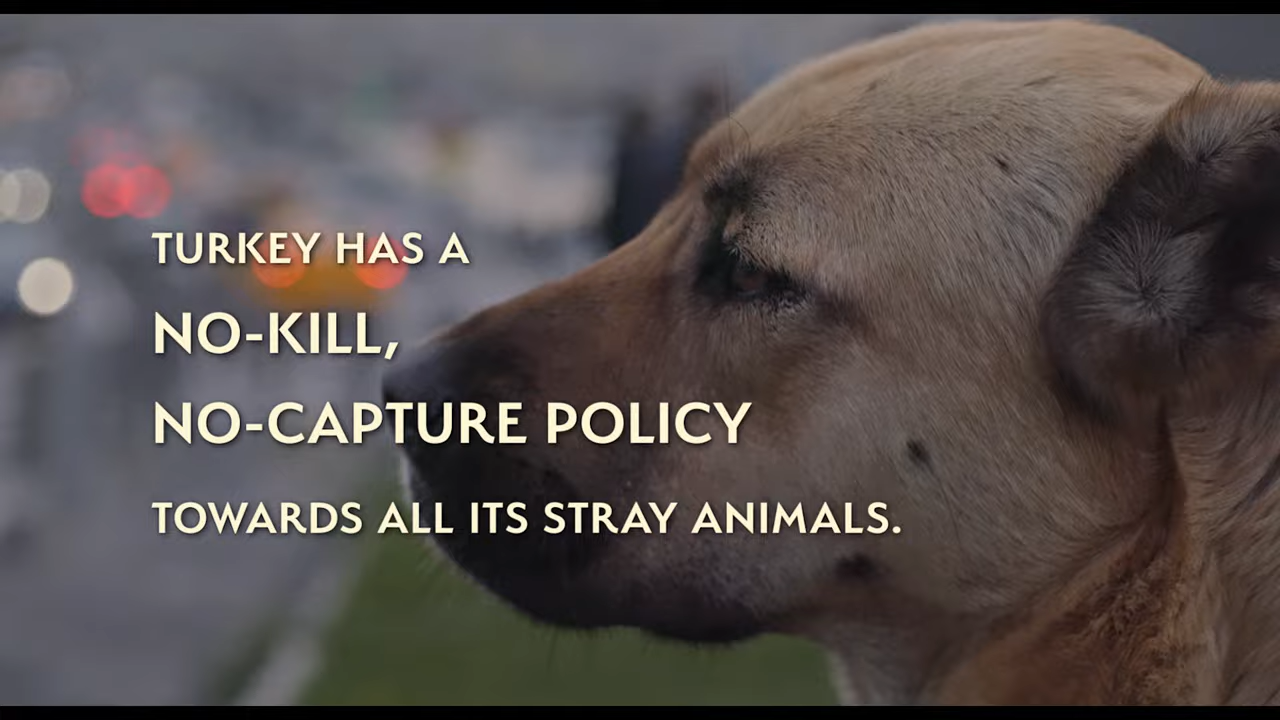 TURKEY HAS A
NO-KILL,
NO-CAPTURE POLICY
TOWARDS ALL ITS STRAY ANIMALS.